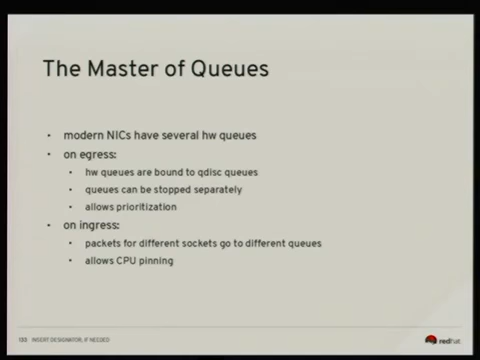 The Master of Queues
• modern NICs have several hw queues
• on egress:
• hw queues are bound to qdisc queues
• queues can be stopped separately
• allows prioritization
• on ingress:
• packets for different sockets go to different queues
• allows CPU pinning
133 INSERT DESIGNATOR, IF NEEDED
redhat